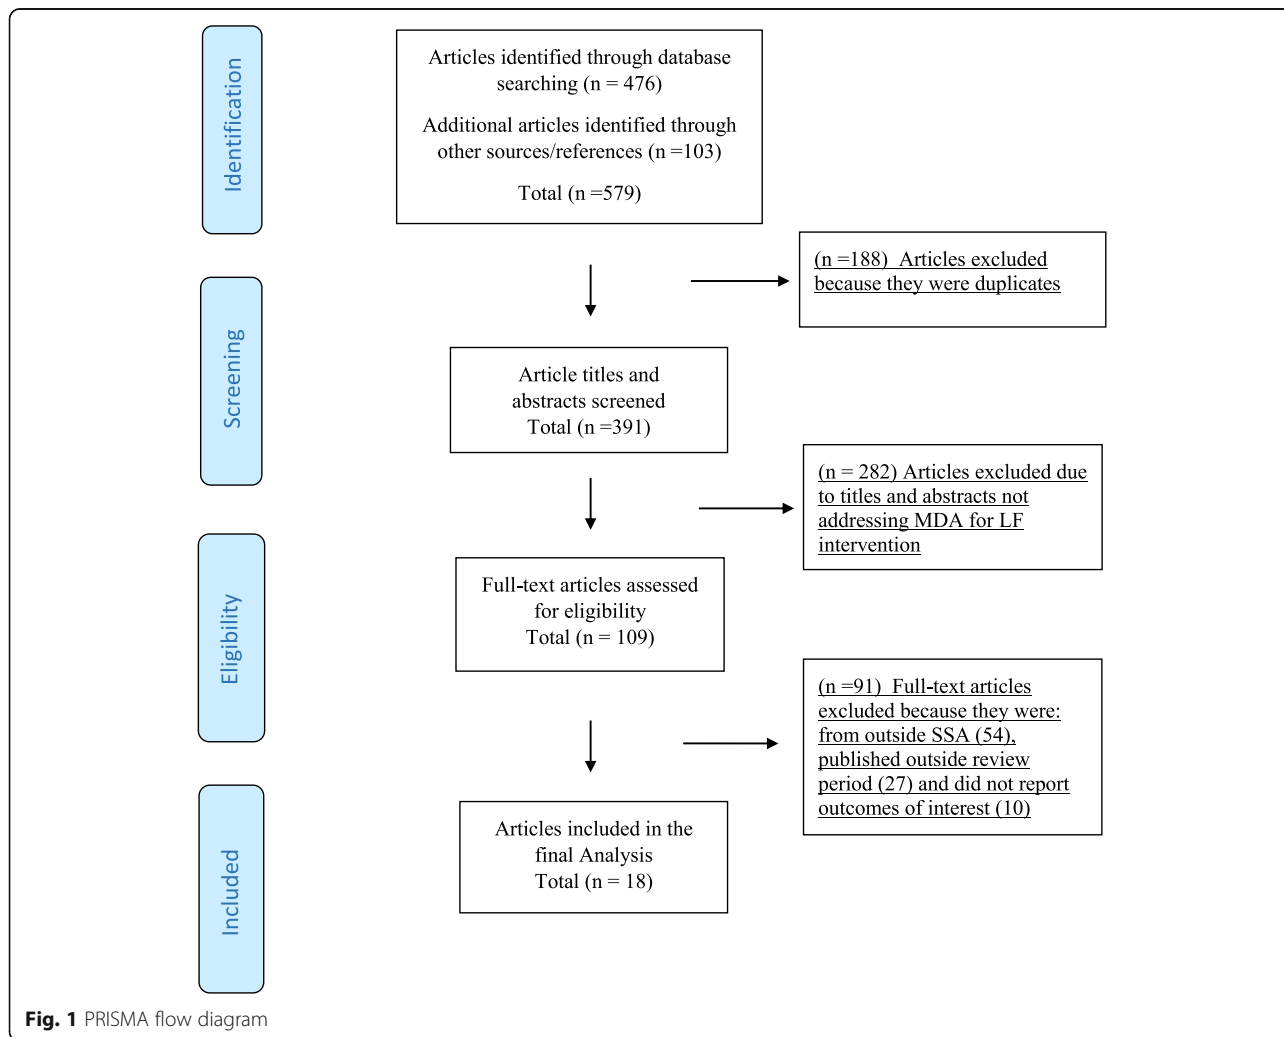 Identification
Articles identified through database
searching (n = 476)
Additional articles identified through
other sources/references (n =103)
Total (n =579)
(n =188)  Articles excluded
because they were duplicates
Screening
Article titles and
abstracts screened
Total (n =391)
(n = 282) Articles excluded due
to titles and abstracts not
addressing MDA for LF
intervention
Eligibility
Full-text articles assessed
for eligibility
Total (n = 109)
(n =91)  Full-text articles
excluded because they were:
from outside SSA (54),
published outside review
period (27) and did not report
outcomes of interest (10)
Included
Articles included in the
final Analysis
Total (n = 18)
Fig. 1 PRISMA flow diagram